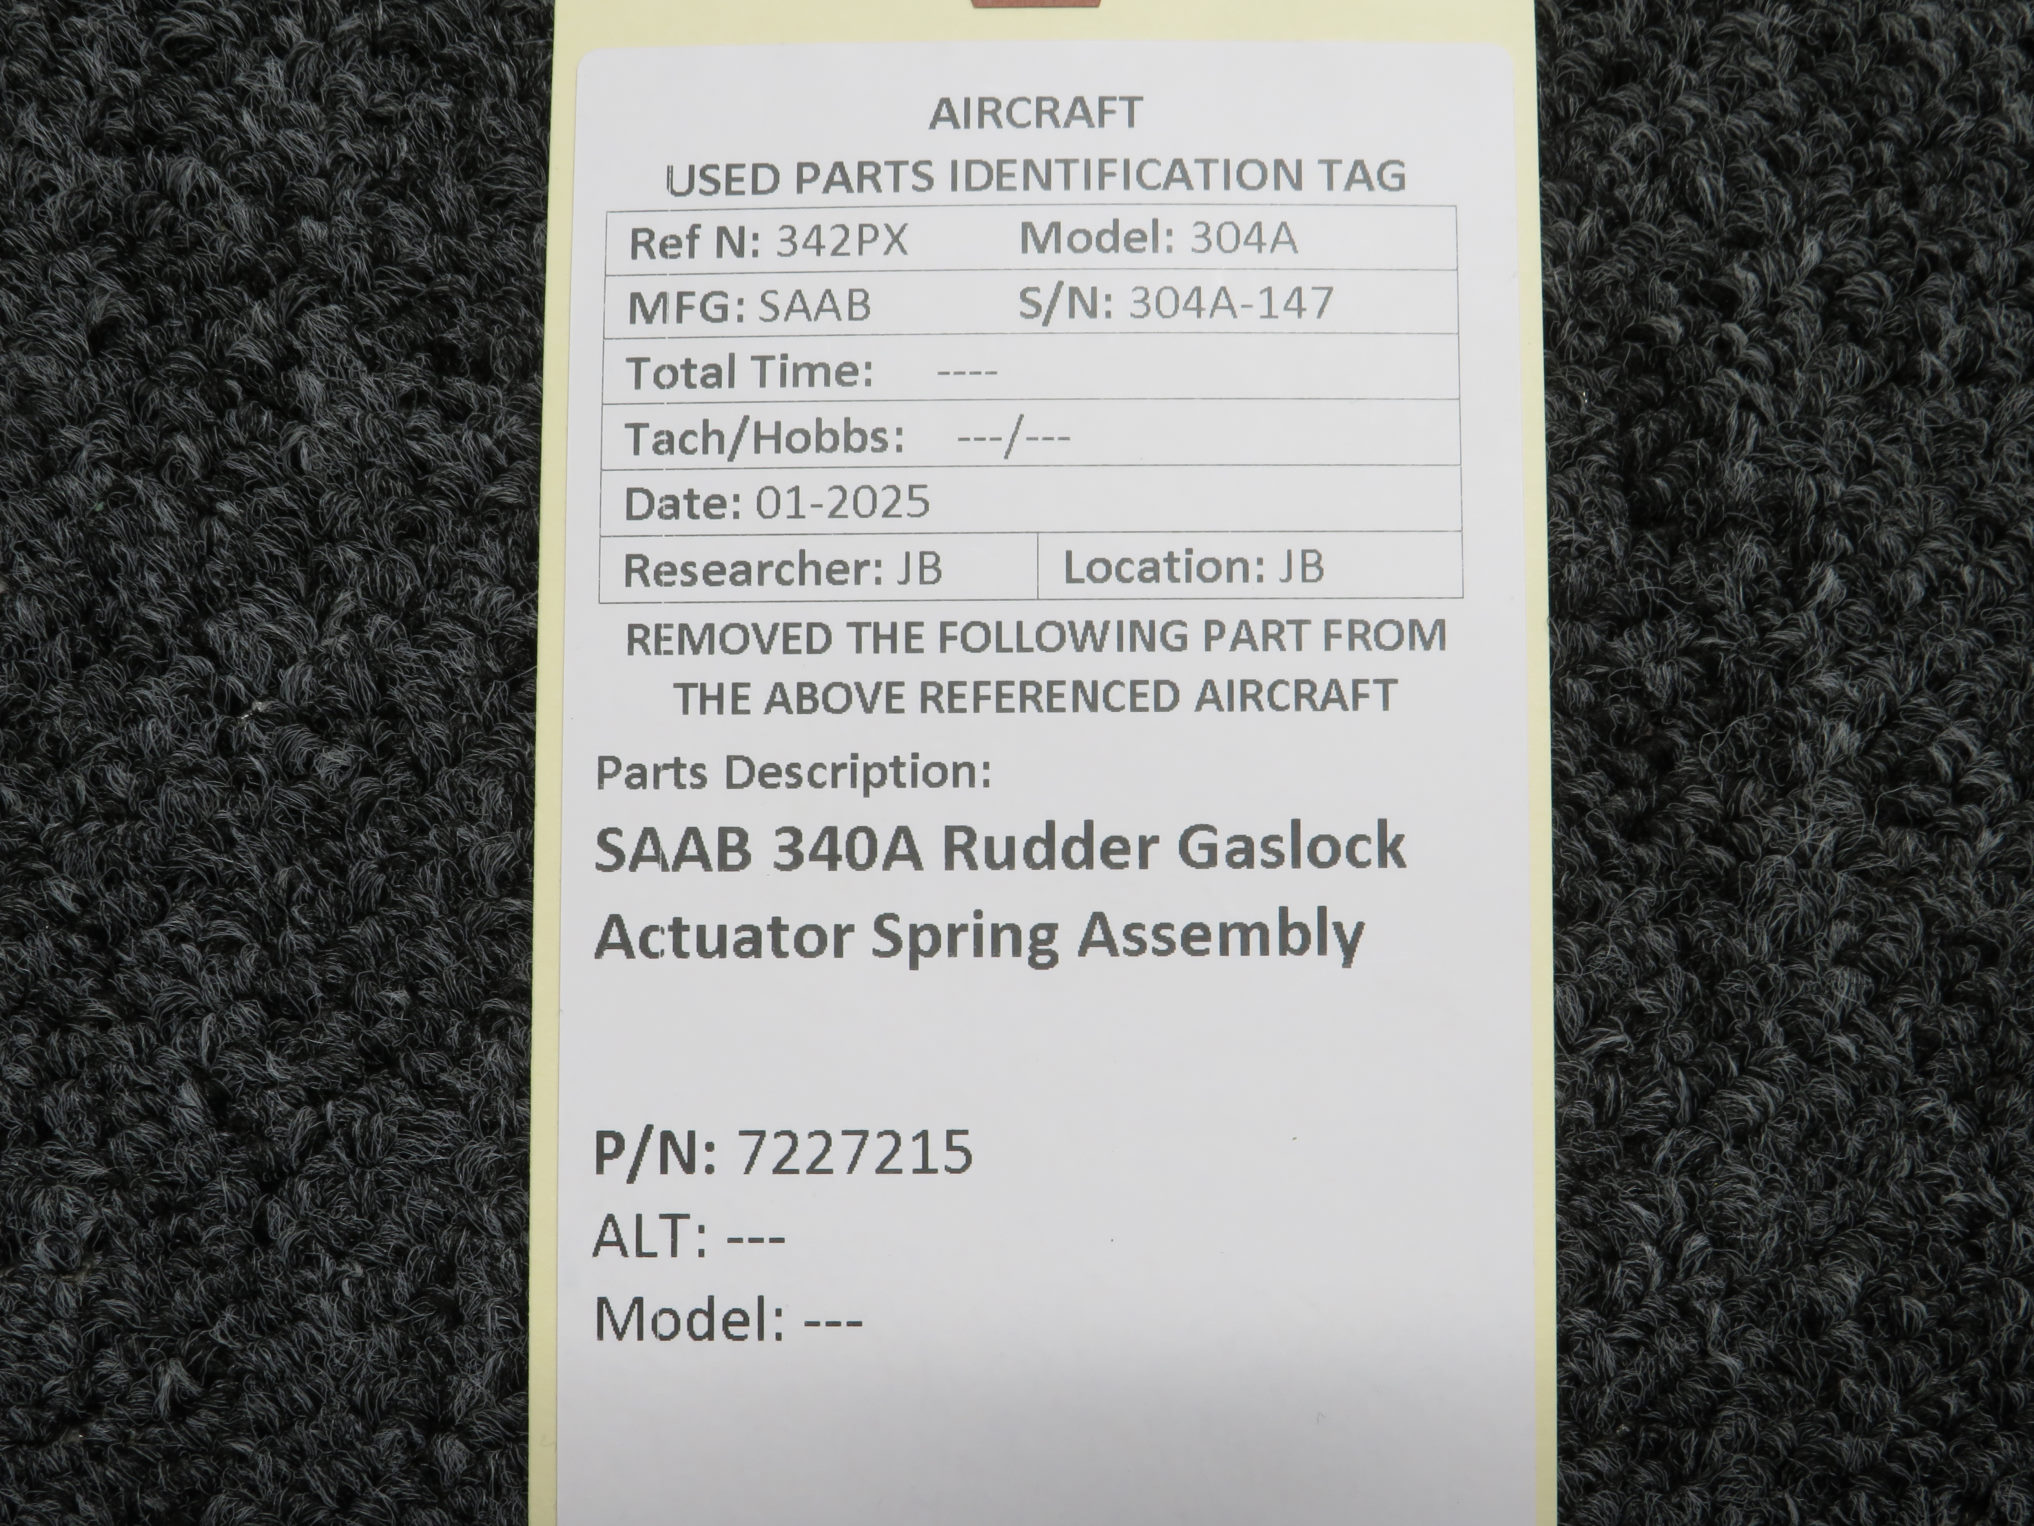 AIRCRAFT
USED PARTS IDENTIFICATION TAG
Ref N: 342PX Model: 304A
MFG: SAAB S/N: 304A-147
Total Time: ----
Tach/Hobbs: ---/---
Date: 01-2025
Researcher: JB Location: JB
REMOVED THE FOLLOWING PART FROM
THE ABOVE REFERENCED AIRCRAFT
Parts Description:
SAAB 340A Rudder Gaslock
Actuator Spring Assembly
P/N: 7227215
ALT: ---
Model: ---